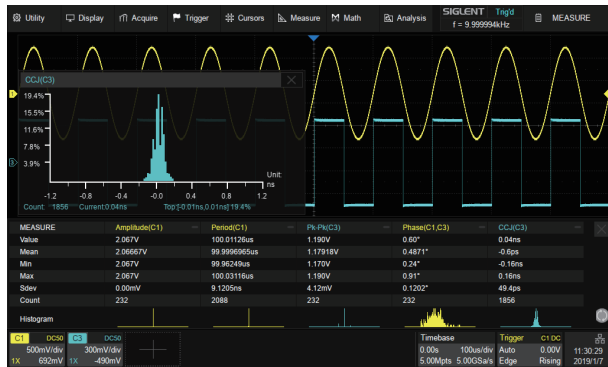 Utility Display Acquire Trigger Cursors Measure Math Analysis SIGLENT Trig'd MEASURE
f = 9.999994kHz
CCJ(C3)
19.4%
15.5%
11.6%
7.8%
3.9%
Unit:
ns
-1.2 -0.8 -0.4 -0.0 0.4 0.8 1.2
Count: 1856 Current:0.04ns Top:[-0.01ns,0.01ns] 19.4%
MEASURE Amplitude(C1) Period(C1) Pk-Pk(C3) Phase(C1,C3) CCJ(C3)
Value 2.067V 100.01126us 1.190V 0.60° 0.04ns
Mean 2.06667V 99.9996965us 1.17918V 0.4871° -0.6ps
Min 2.067V 99.96249us 1.170V 0.24° -0.16ns
Max 2.067V 100.03116us 1.190V 0.91° 0.16ns
Sdev 0.00mV 9.1205ns 4.12mV 0.1202° 49.4ps
Count 232 2088 232 232 1856
Histogram
C1 DC50 C3 DC50 Timebase Trigger C1 DC
500mV/div 300mV/div 0.00s 100us/div Auto 0.00V 11:30:29
1X 692mV 1X -490mV 5.00Mpts 5.00GSa/s Edge Rising 2019/1/7